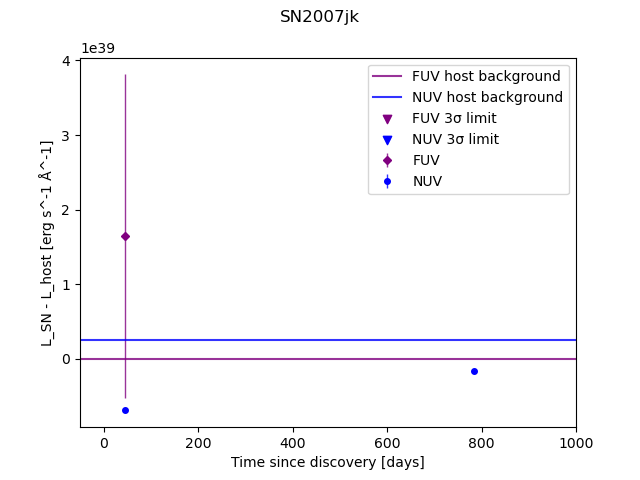 SN2007jk
1e39
4
3
2
1
0
L_SN - L_host [erg s^-1 Å^-1]
FUV host background
NUV host background
FUV 3σ limit
NUV 3σ limit
FUV
NUV
0 200 400 600 800 1000
Time since discovery [days]